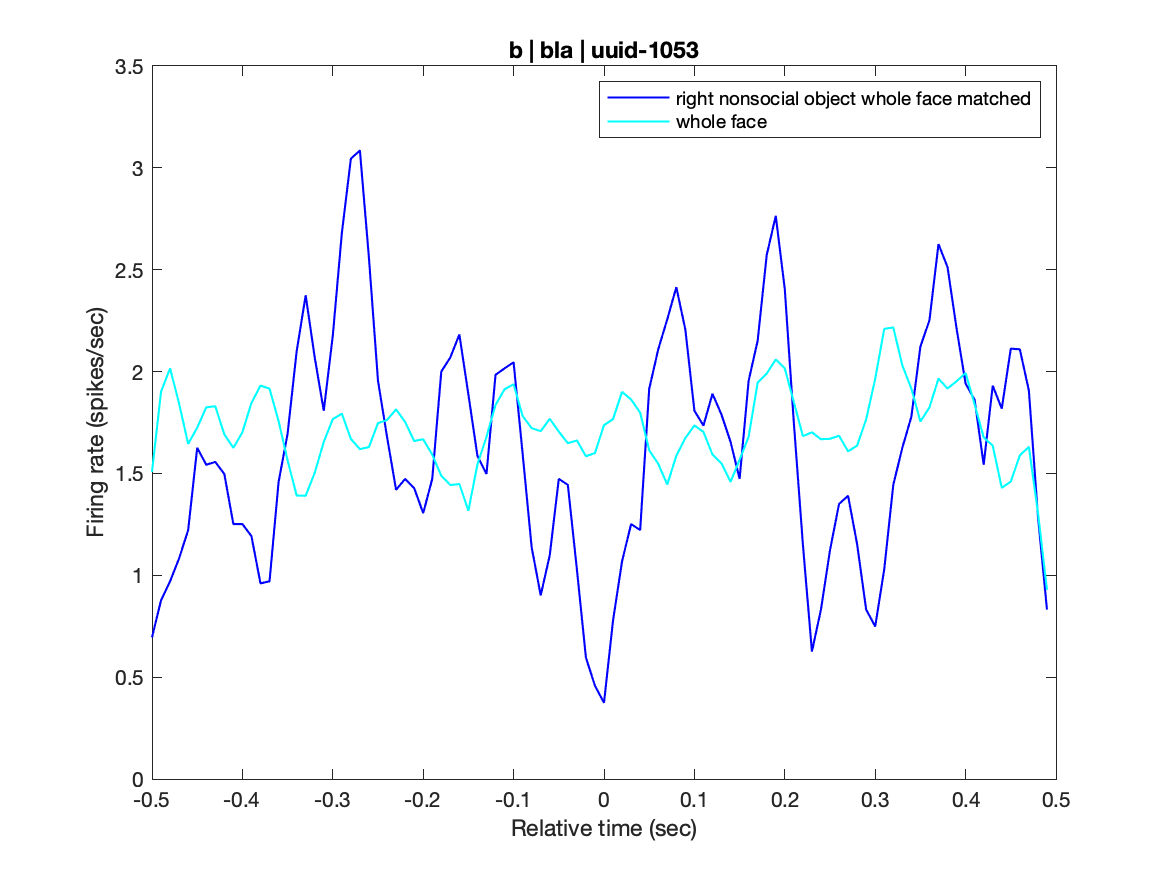 b | bla | uuid-1053
right nonsocial object whole face matched
whole face
3.5
3
2.5
2
1.5
1
0.5
0
Firing rate (spikes/sec)
-0.5 -0.4 -0.3 -0.2 -0.1 0 0.1 0.2 0.3 0.4 0.5
Relative time (sec)